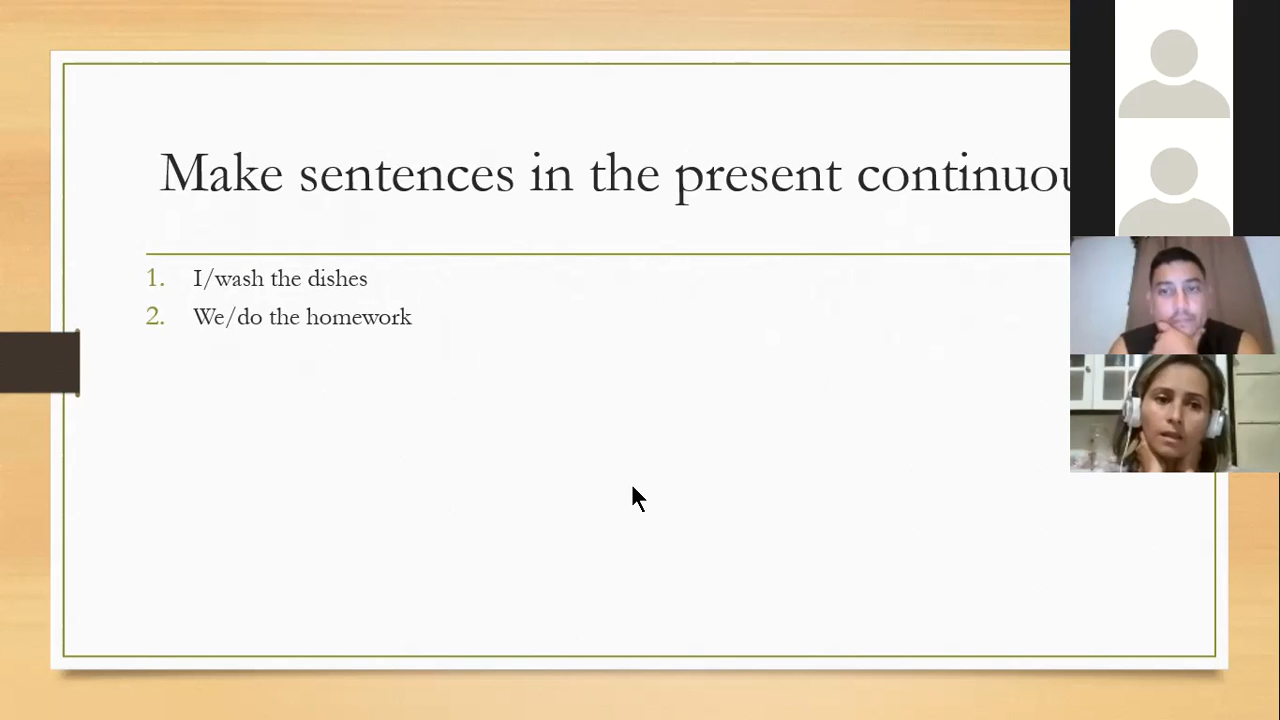 Make sentences in the present continuou
1. I/wash the dishes
2. We/do the homework